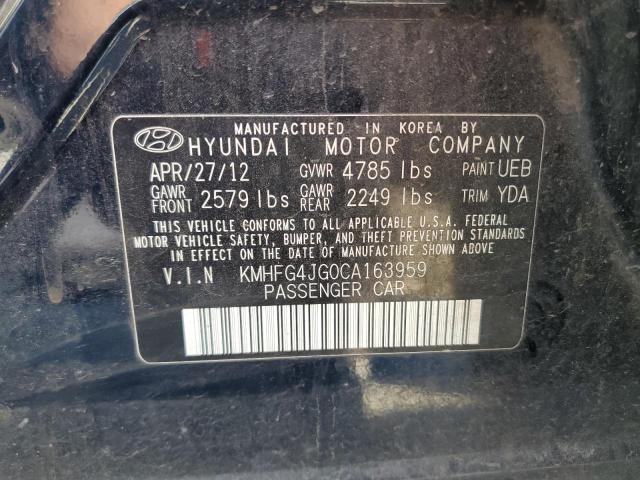 MANUFACTURED IN KOREA BY
HYUNDAI MOTOR COMPANY
APR/27/12 GVWR 4785 lbs PAINT UEB
GAWR FRONT 2579 lbs GAWR REAR 2249 lbs TRIM YDA
THIS VEHICLE CONFORMS TO ALL APPLICABLE U.S.A. FEDERAL
MOTOR VEHICLE SAFETY, BUMPER, AND THEFT PREVENTION STANDARDS
IN EFFECT ON THE DATE OF MANUFACTURE SHOWN ABOVE.
V.I.N KMHFG4JG0CA163959
PASSENGER CAR